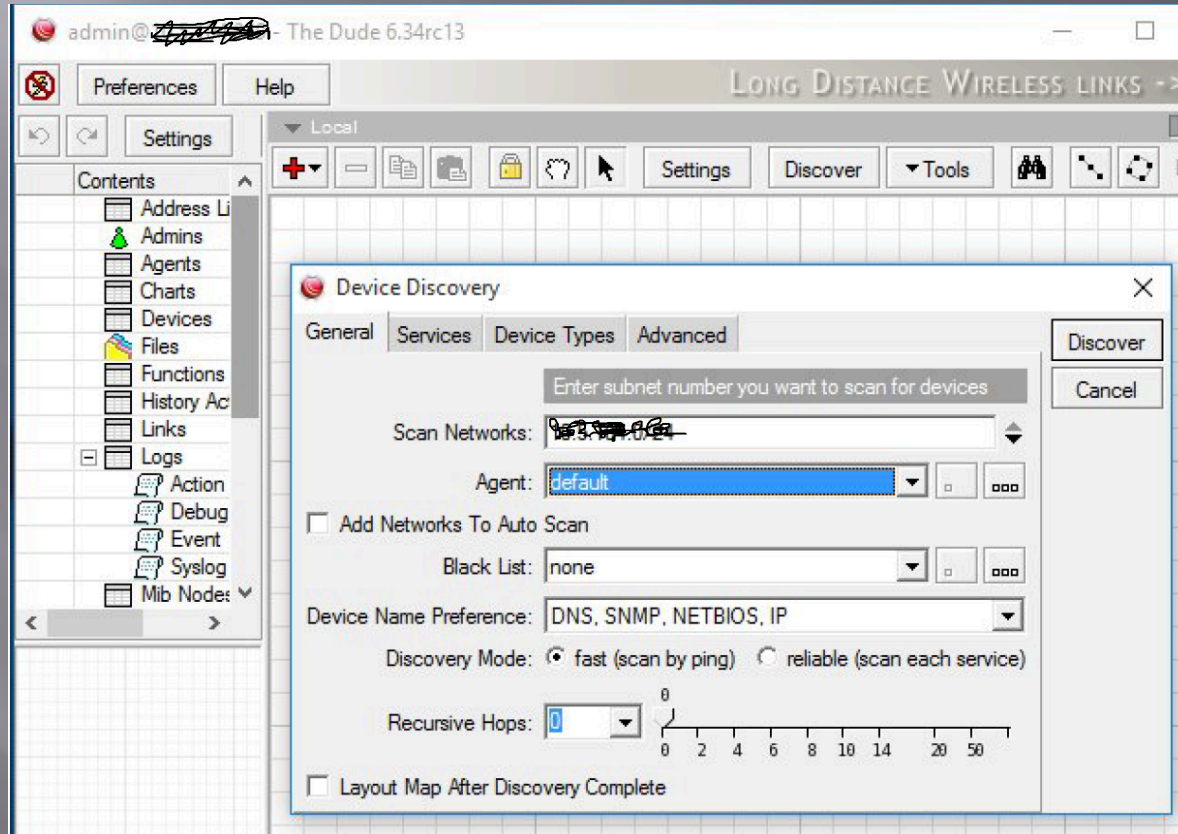 admin@ - The Dude 6.34rc13
Preferences Help
LONG DISTANCE WIRELESS LINKS ->
Settings
Local
Settings Discover Tools
Contents
Address Li
Admins
Agents
Charts
Devices
Files
Functions
History Ac
Links
Logs
Action
Debug
Event
Syslog
Mib Nodes
Device Discovery
General Services Device Types Advanced
Discover
Cancel
Enter subnet number you want to scan for devices
Scan Networks:
Agent: default
Add Networks To Auto Scan
Black List: none
Device Name Preference: DNS, SNMP, NETBIOS, IP
Discovery Mode: fast (scan by ping) reliable (scan each service)
0
Recursive Hops: 0
0 2 4 6 8 10 14 20 50
Layout Map After Discovery Complete